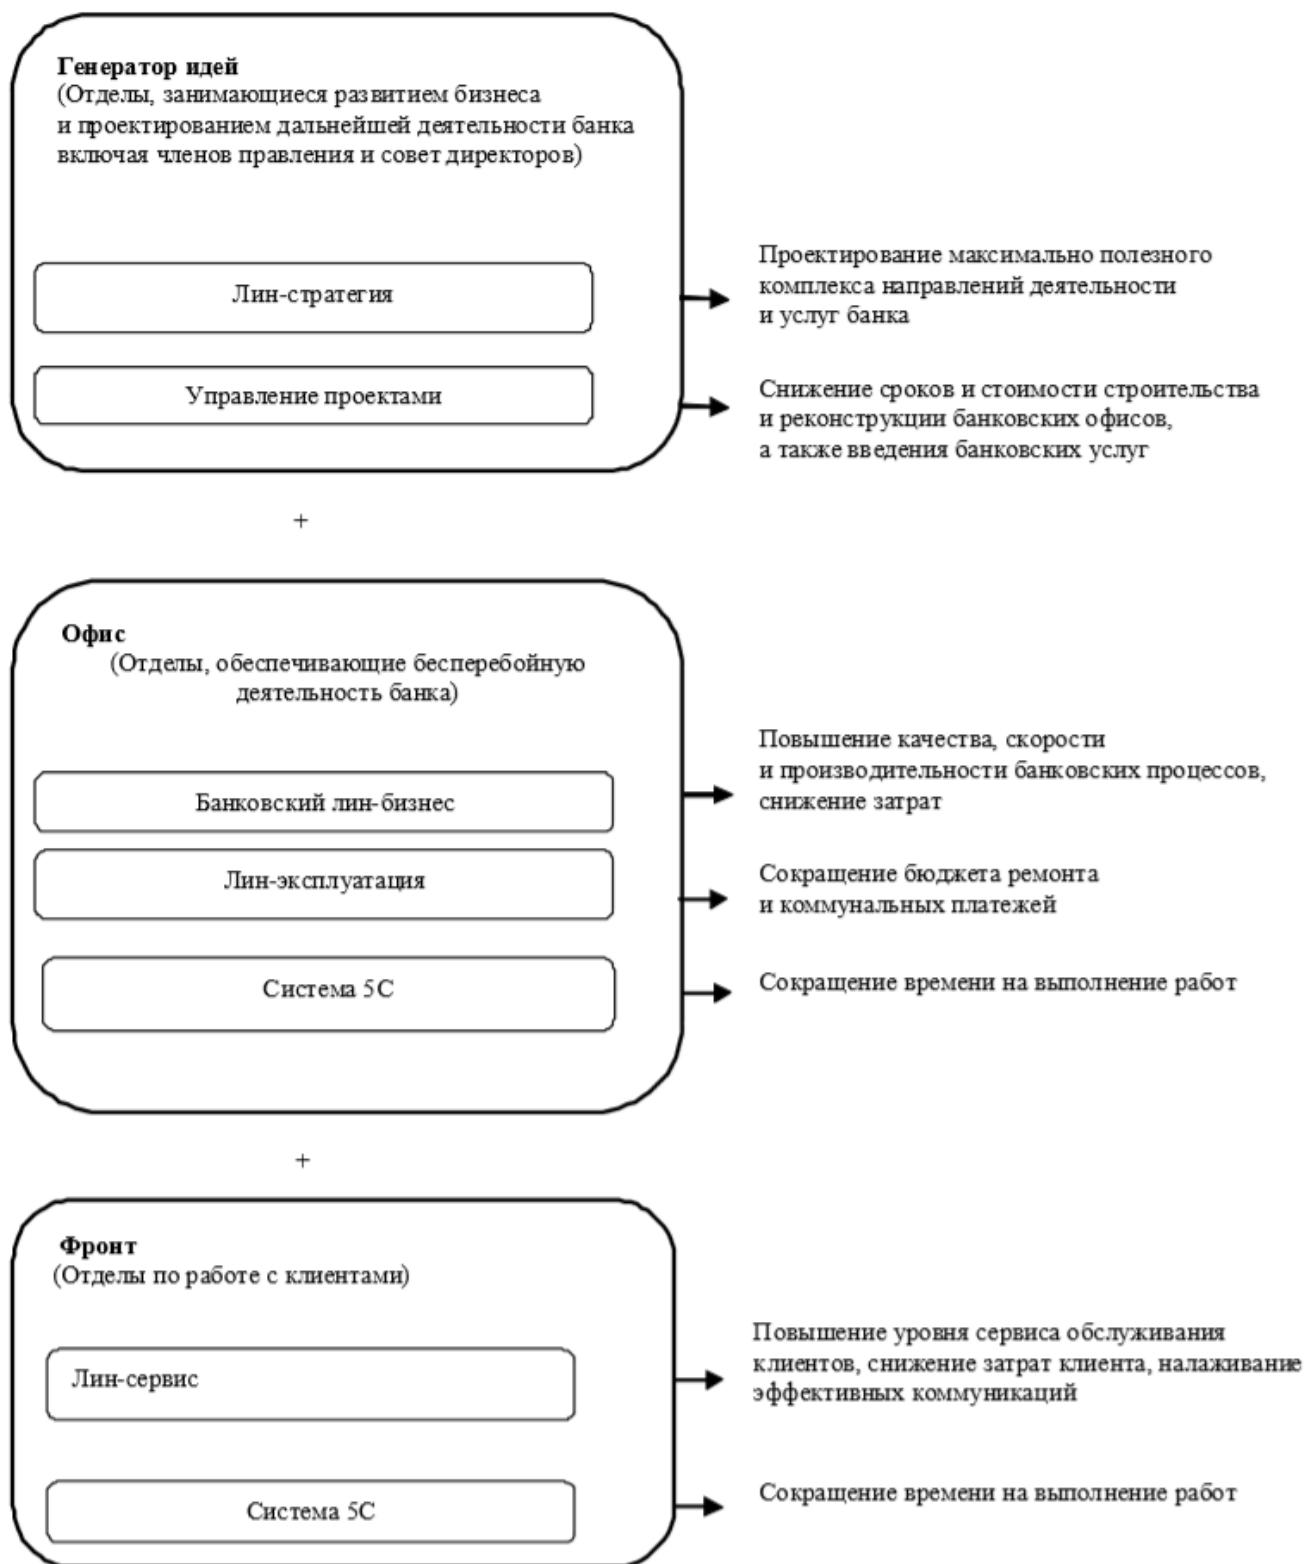 Генератор идей
(Отделы, занимающиеся развитием бизнеса
и проектированием дальнейшей деятельности банка
включая членов правления и совет директоров)
Лин-стратегия
Проектирование максимально полезного
комплекса направлений деятельности
и услуг банка
Управление проектами
Снижение сроков и стоимости строительства
и реконструкции банковских офисов,
а также введения банковских услуг
+
Офис
(Отделы, обеспечивающие бесперебойную
деятельность банка)
Банковский лин-бизнес
Повышение качества, скорости
и производительности банковских процессов,
снижение затрат
Лин-эксплуатация
Сокращение бюджета ремонта
и коммунальных платежей
Система 5С
Сокращение времени на выполнение работ
+
Фронт
(Отделы по работе с клиентами)
Лин-сервис
Повышение уровня сервиса обслуживания
клиентов, снижение затрат клиента, налаживание
эффективных коммуникаций
Система 5С
Сокращение времени на выполнение работ